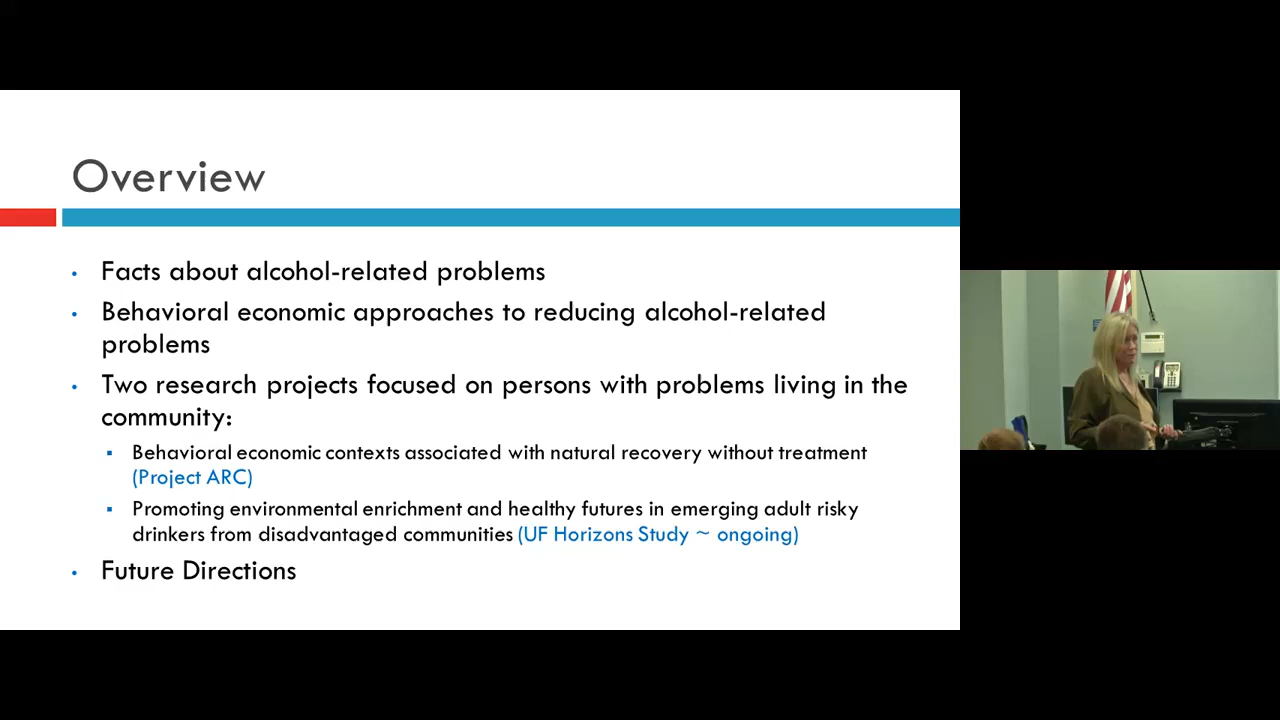 Overview
• Facts about alcohol-related problems
• Behavioral economic approaches to reducing alcohol-related
problems
• Two research projects focused on persons with problems living in the
community:
▪ Behavioral economic contexts associated with natural recovery without treatment
(Project ARC)
▪ Promoting environmental enrichment and healthy futures in emerging adult risky
drinkers from disadvantaged communities (UF Horizons Study ~ ongoing)
• Future Directions